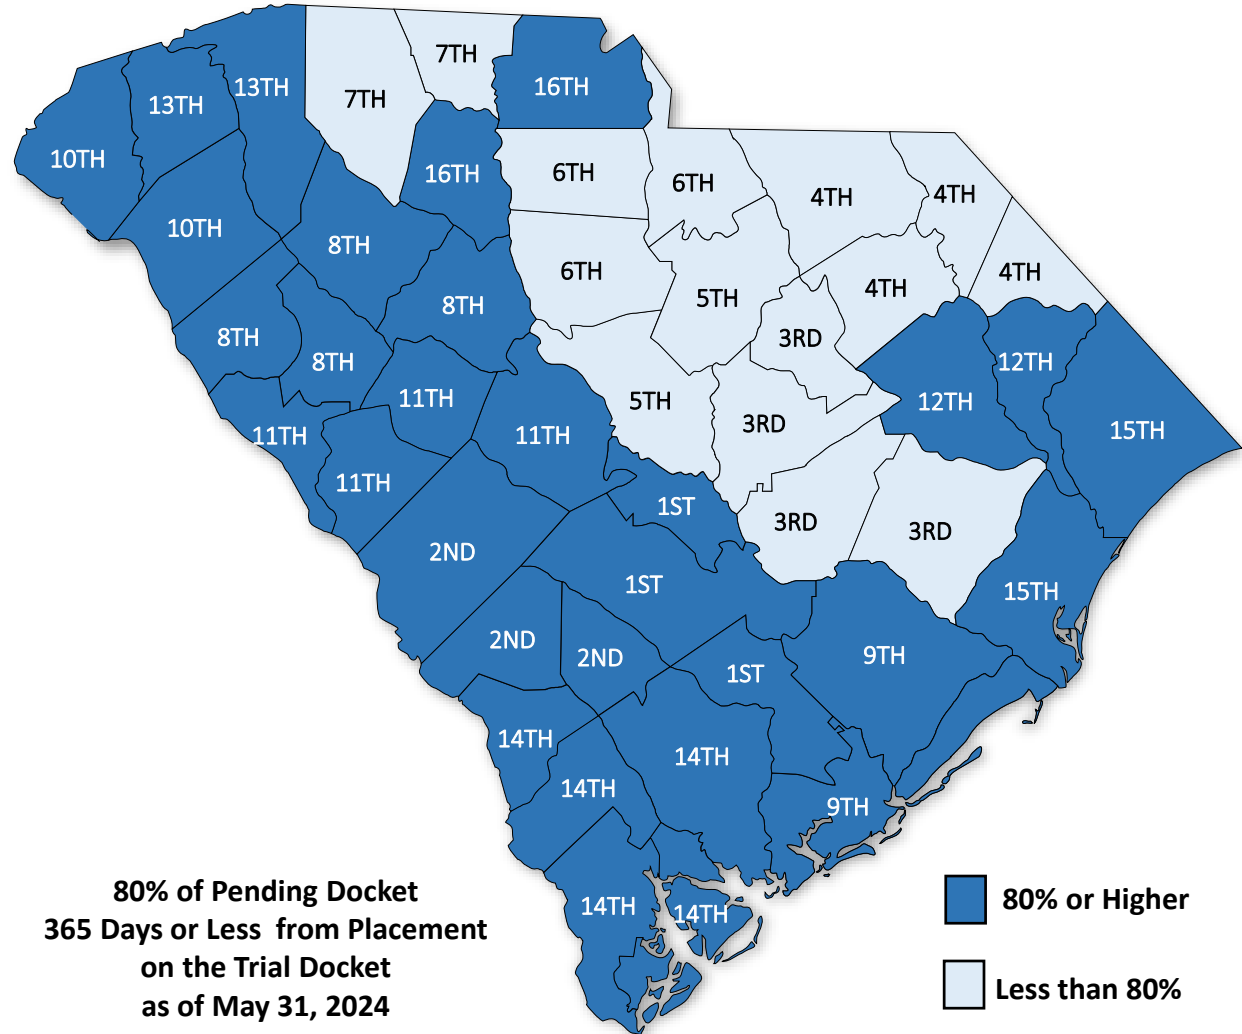 7TH
13TH
7TH
16TH
13TH
10TH
16TH
6TH
6TH
4TH
4TH
10TH
8TH
6TH
5TH
4TH
4TH
8TH
8TH
8TH
3RD
12TH
11TH
5TH
12TH
3RD
15TH
11TH
11TH
11TH
1ST
3RD
3RD
2ND
1ST
15TH
2ND
2ND
1ST
9TH
14TH
14TH
14TH
9TH
14TH
14TH
80% of Pending Docket
365 Days or Less from Placement
on the Trial Docket
as of May 31, 2024
80% or Higher
Less than 80%